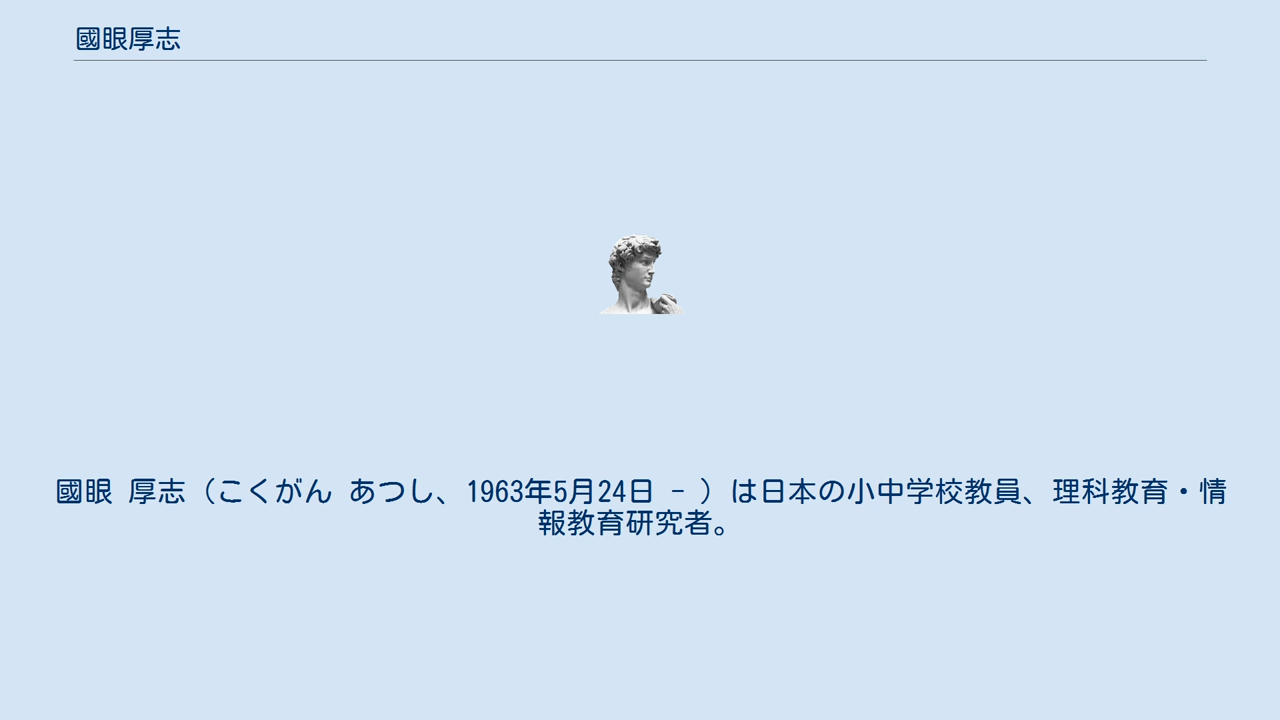 國眼厚志
國眼 厚志（こくがん あつし、1963年5月24日 - ）は日本の小中学校教員、理科教育・情
報教育研究者。